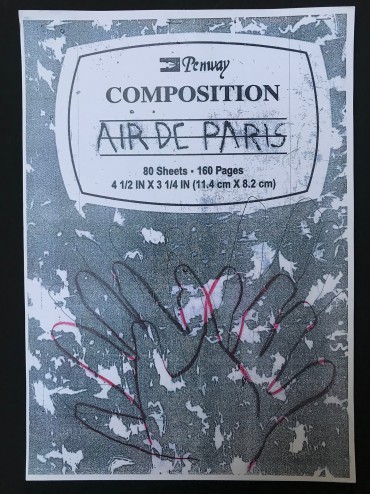 Penway
COMPOSITION
AIR DE PARIS
80 Sheets • 160 Pages
4 1/2 IN X 3 1/4 IN (11.4 cm X 8.2 cm)